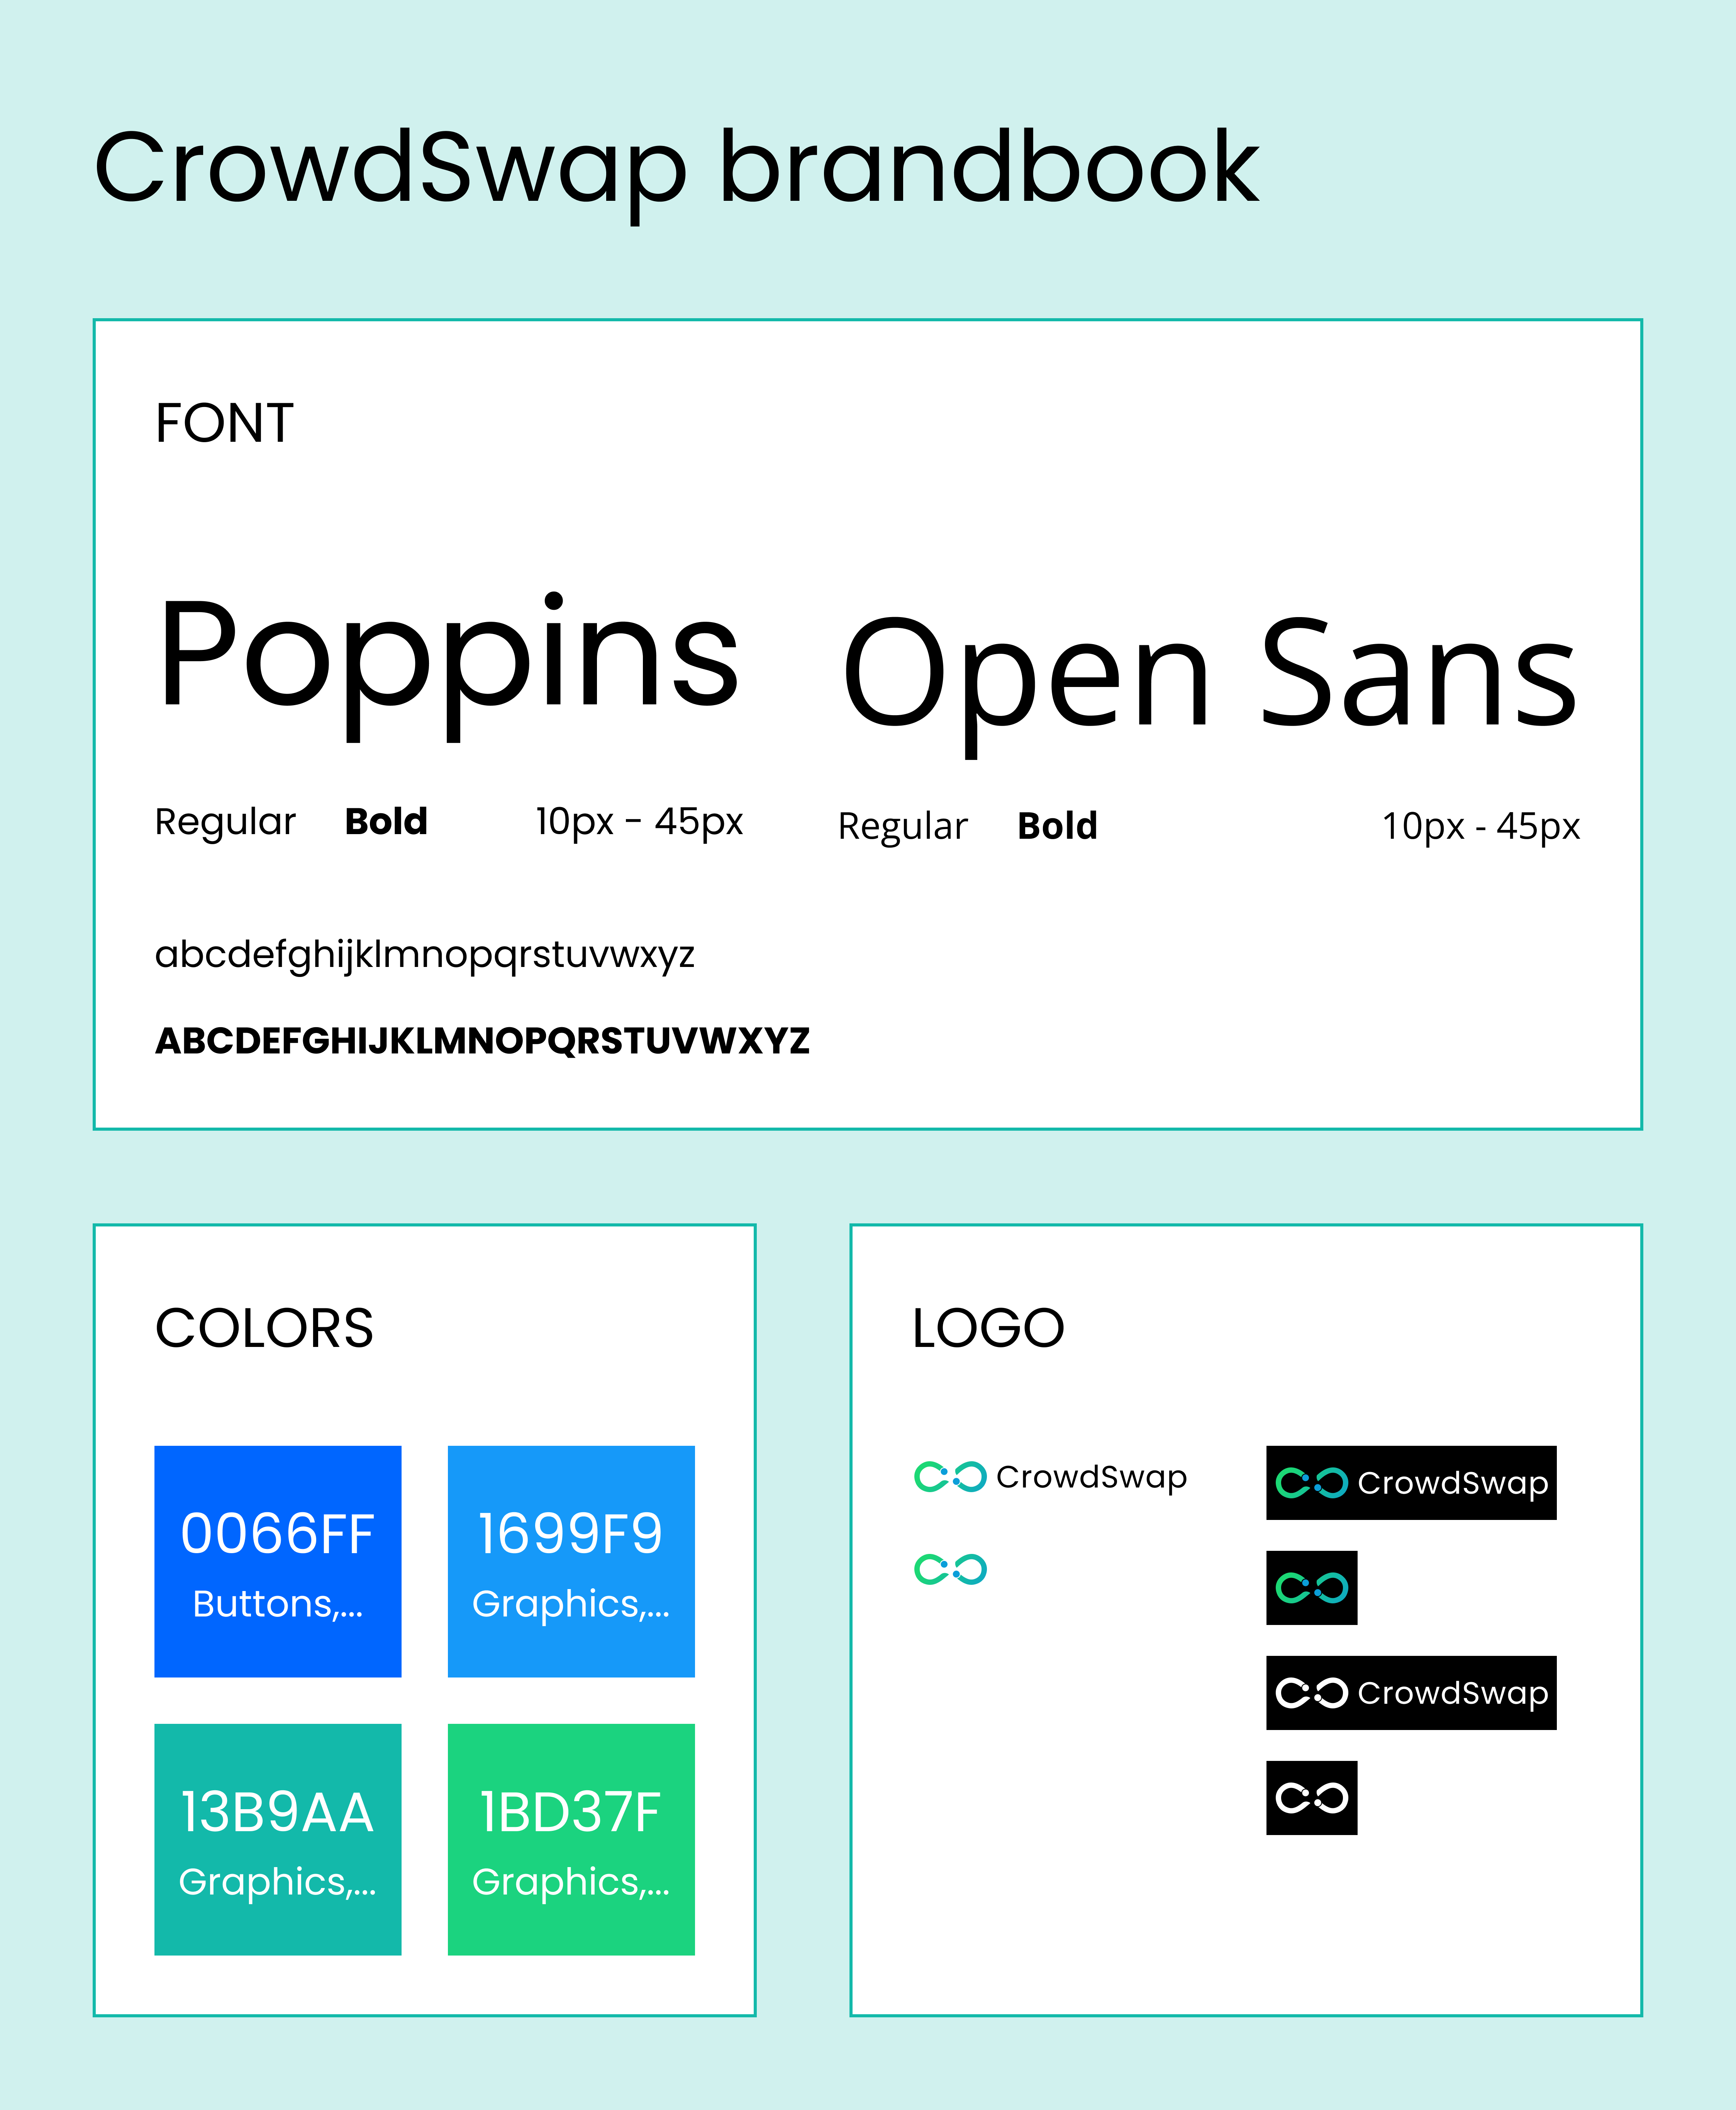 CrowdSwap brandbook
FONT
Poppins
Regular Bold 10px - 45px
abcdefghijklmnopqrstuvwxyz
ABCDEFGHIJKLMNOPQRSTUVWXYZ
Open Sans
Regular Bold 10px - 45px
COLORS
0066FF
Buttons,...
1699F9
Graphics,...
13B9AA
Graphics,...
1BD37F
Graphics,...
LOGO
CrowdSwap
CrowdSwap
CrowdSwap